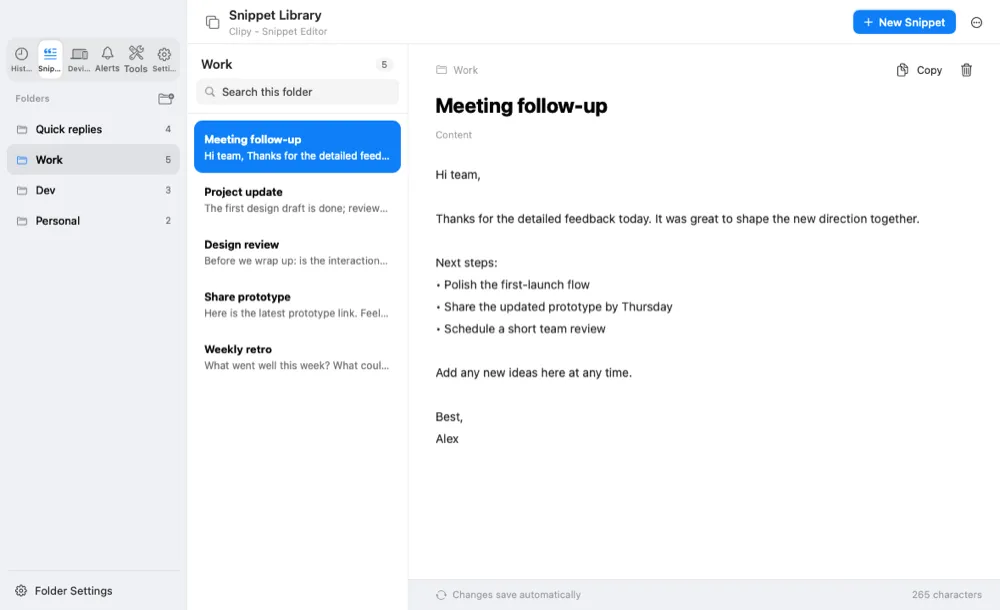 Snippet Library
Clipy – Snippet Editor
+ New Snippet
Hist...
Snip...
Devi...
Alerts
Tools
Setti...
Folders
Quick replies 4
Work 5
Dev 3
Personal 2
Folder Settings
Work 5
Search this folder
Meeting follow-up
Hi team, Thanks for the detailed feed...
Project update
The first design draft is done; review...
Design review
Before we wrap up: is the interaction...
Share prototype
Here is the latest prototype link. Feel...
Weekly retro
What went well this week? What coul...
Work
Copy
Meeting follow-up
Content
Hi team,
Thanks for the detailed feedback today. It was great to shape the new direction together.
Next steps:
• Polish the first-launch flow
• Share the updated prototype by Thursday
• Schedule a short team review
Add any new ideas here at any time.
Best,
Alex
Changes save automatically
265 characters